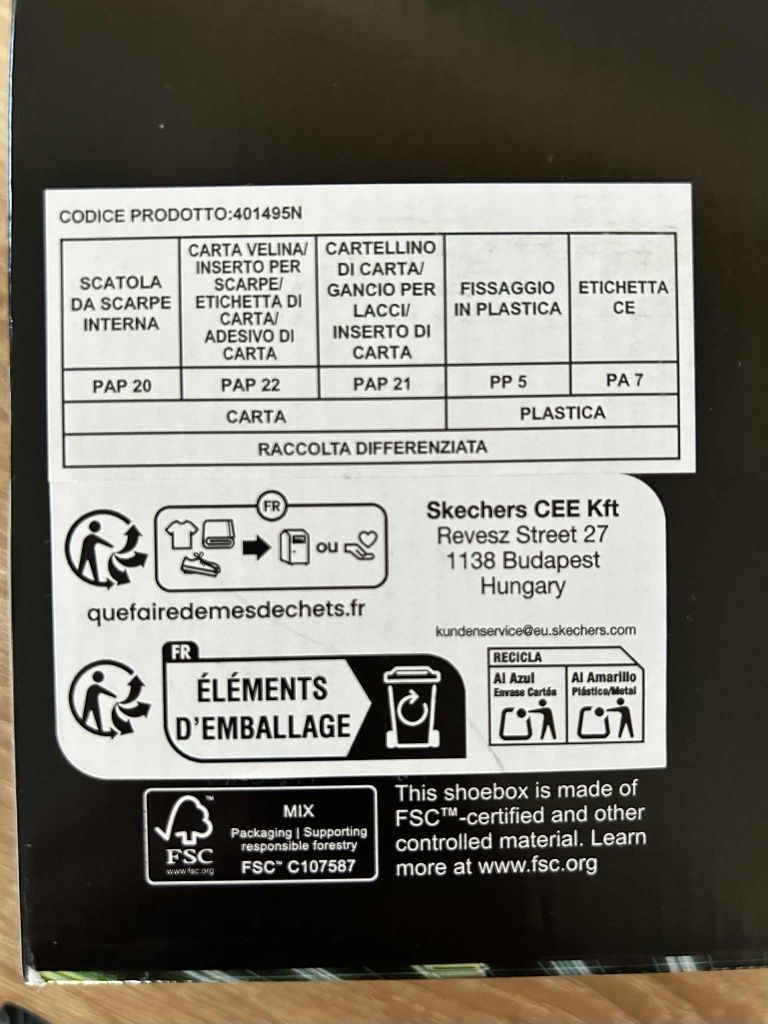 CODICE PRODOTTO:401495N
SCATOLA
DA SCARPE
INTERNA
CARTA VELINA/
INSERTO PER
SCARPE/
ETICHETTA DI
CARTA/
ADESIVO DI
CARTA
CARTELLINO
DI CARTA/
GANCIO PER
LACCI/
INSERTO DI
CARTA
FISSAGGIO
IN PLASTICA
ETICHETTA
CE
PAP 20
PAP 22
PAP 21
PP 5
PA 7
CARTA
PLASTICA
RACCOLTA DIFFERENZIATA
FR
ou
quefairedemesdechets.fr
Skechers CEE Kft
Revesz Street 27
1138 Budapest
Hungary
kundenservice@eu.skechers.com
FR
ÉLÉMENTS
D'EMBALLAGE
RECICLA
Al Azul
Envase Cartón
Al Amarillo
Plástico/Metal
FSC
www.fsc.org
MIX
Packaging | Supporting
responsible forestry
FSC™ C107587
This shoebox is made of
FSC™-certified and other
controlled material. Learn
more at www.fsc.org